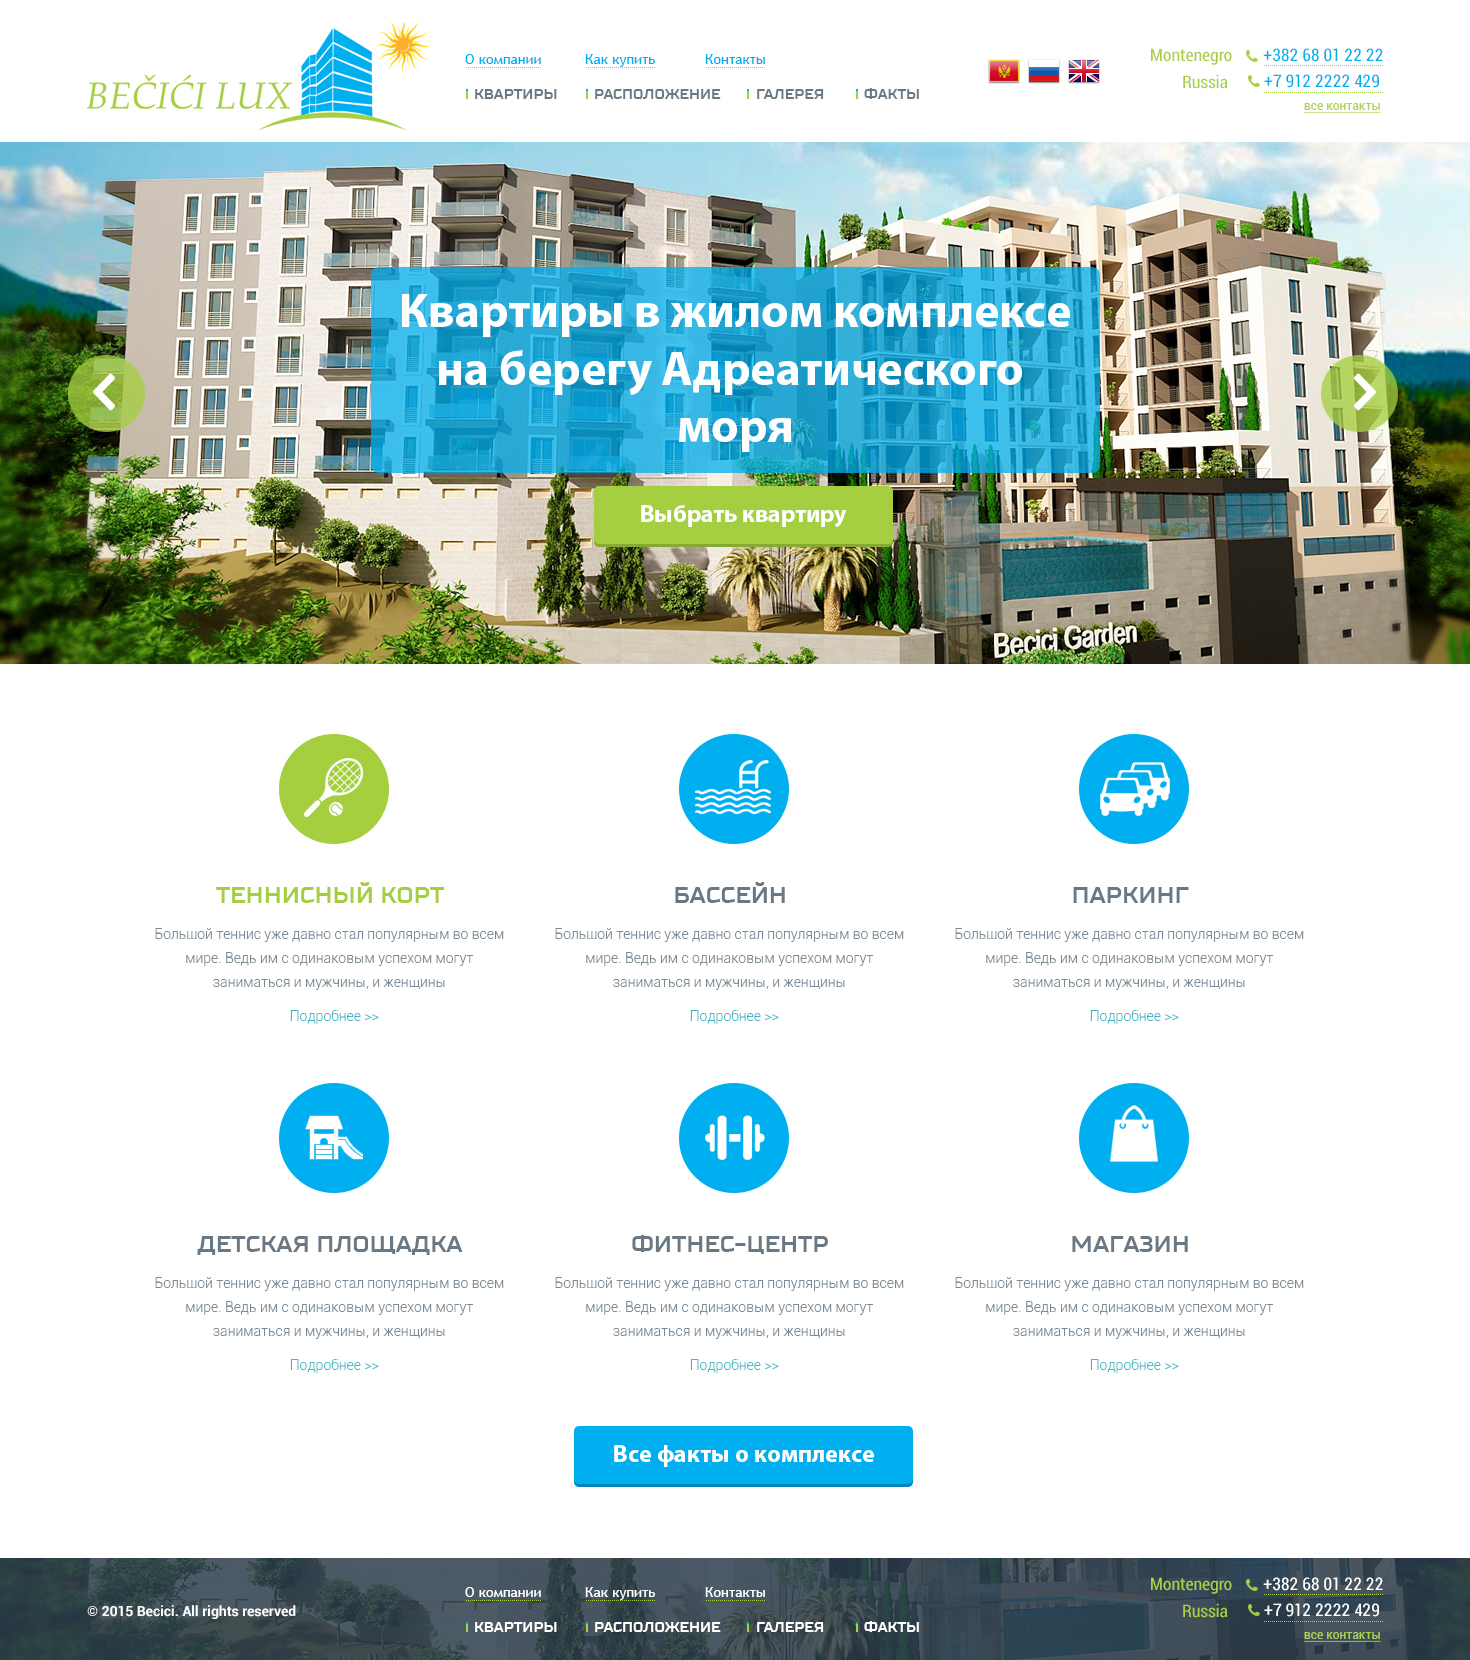 BEČIĆI LUX
О компании
Как купить
Контакты
КВАРТИРЫ
РАСПОЛОЖЕНИЕ
ГАЛЕРЕЯ
ФАКТЫ
Montenegro +382 68 01 22 22
Russia +7 912 2222 429
все контакты
Квартиры в жилом комплексе
на берегу Адреатического
моря
Выбрать квартиру
Becici Garden
ТЕННИСНЫЙ КОРТ
Большой теннис уже давно стал популярным во всем
мире. Ведь им с одинаковым успехом могут
заниматься и мужчины, и женщины
Подробнее >>
БАССЕЙН
Большой теннис уже давно стал популярным во всем
мире. Ведь им с одинаковым успехом могут
заниматься и мужчины, и женщины
Подробнее >>
ПАРКИНГ
Большой теннис уже давно стал популярным во всем
мире. Ведь им с одинаковым успехом могут
заниматься и мужчины, и женщины
Подробнее >>
ДЕТСКАЯ ПЛОЩАДКА
Большой теннис уже давно стал популярным во всем
мире. Ведь им с одинаковым успехом могут
заниматься и мужчины, и женщины
Подробнее >>
ФИТНЕС-ЦЕНТР
Большой теннис уже давно стал популярным во всем
мире. Ведь им с одинаковым успехом могут
заниматься и мужчины, и женщины
Подробнее >>
МАГАЗИН
Большой теннис уже давно стал популярным во всем
мире. Ведь им с одинаковым успехом могут
заниматься и мужчины, и женщины
Подробнее >>
Все факты о комплексе
© 2015 Becici. All rights reserved
О компании
Как купить
Контакты
КВАРТИРЫ
РАСПОЛОЖЕНИЕ
ГАЛЕРЕЯ
ФАКТЫ
Montenegro +382 68 01 22 22
Russia +7 912 2222 429
все контакты